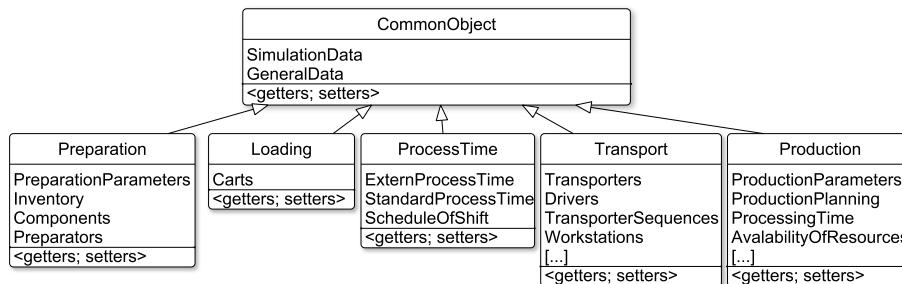 CommonObject
SimulationData
GeneralData
<getters; setters>
Preparation
PreparationParameters
Inventory
Components
Preparators
<getters; setters>
Loading
Carts
<getters; setters>
ProcessTime
ExternProcessTime
StandardProcessTime
ScheduleOfShift
<getters; setters>
Transport
Transporters
Drivers
TransporterSequences
Workstations
[...]
<getters; setters>
Production
ProductionParameters
ProductionPlanning
ProcessingTime
AvalabilityOfResources
[...]
<getters; setters>